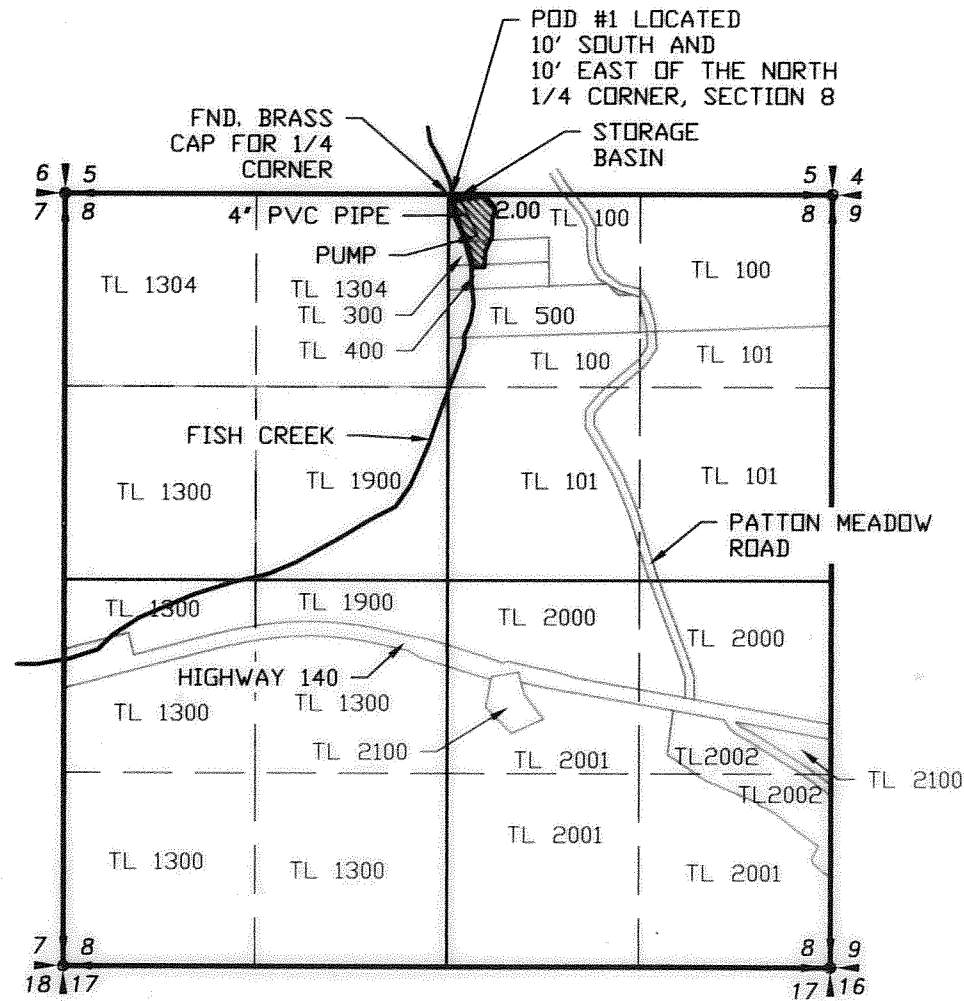 POD #1 LOCATED
10' SOUTH AND
10' EAST OF THE NORTH
1/4 CORNER, SECTION 8
FND. BRASS
CAP FOR 1/4
CORNER
STORAGE
BASIN
6 5
7 8
5 4
8 9
4" PVC PIPE
2.00
TL 100
PUMP
TL 1304
TL 1304
TL 100
TL 300
TL 500
TL 400
TL 100
TL 101
FISH CREEK
TL 1300
TL 1900
TL 101
TL 101
PATTON MEADOW
ROAD
TL 1300
TL 1900
TL 2000
TL 2000
HIGHWAY 140
TL 1300
TL 1300
TL 2100
TL 2001
TL2002
TL 2100
TL2002
TL 1300
TL 1300
TL 2001
TL 2001
7 8
18 17
8 9
17 16